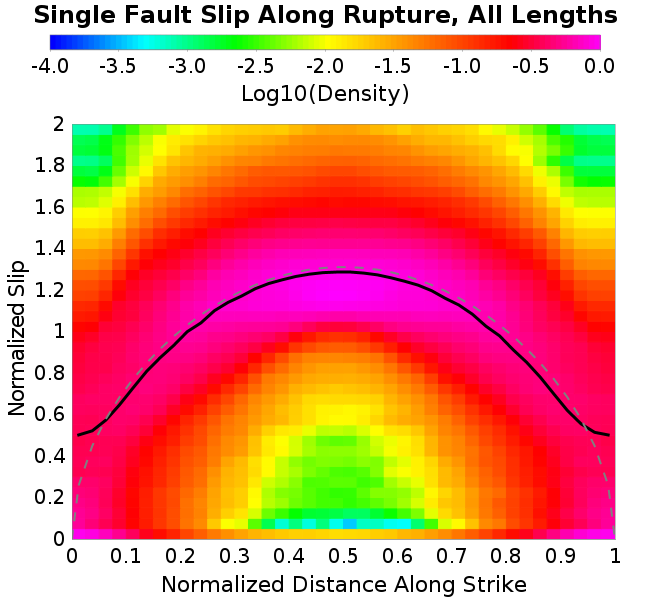 Single Fault Slip Along Rupture, All Lengths
-4.0 -3.5 -3.0 -2.5 -2.0 -1.5 -1.0 -0.5 0.0
Log10(Density)
2
1.8
1.6
1.4
1.2
1
0.8
0.6
0.4
0.2
0
Normalized Slip
0 0.1 0.2 0.3 0.4 0.5 0.6 0.7 0.8 0.9 1
Normalized Distance Along Strike